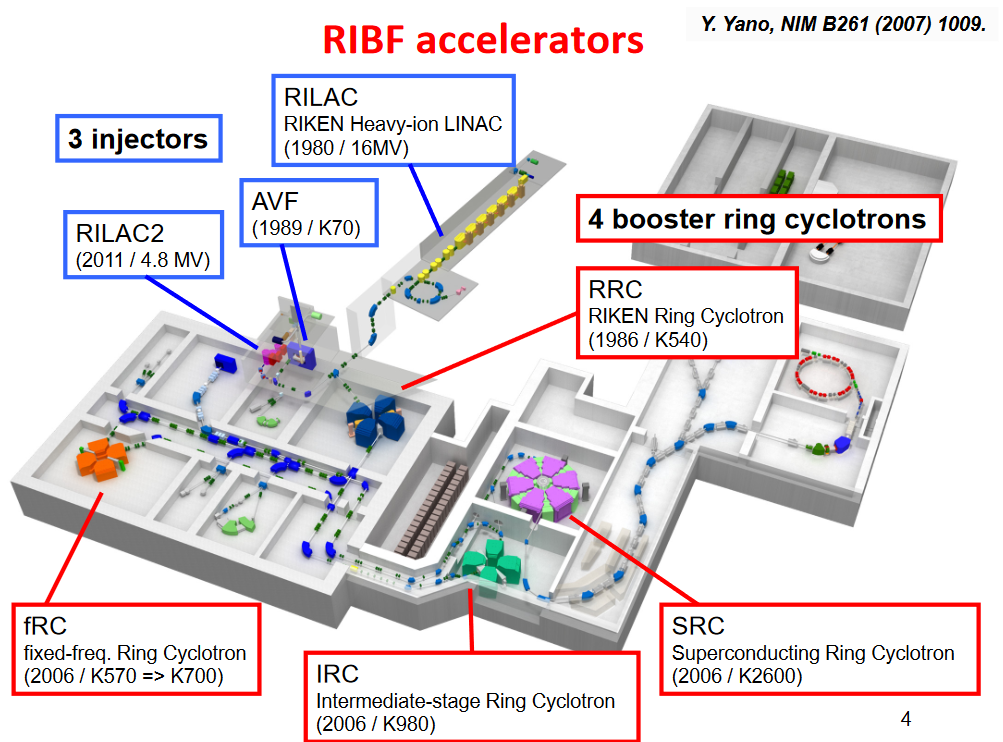 Y. Yano, NIM B261 (2007) 1009.
RIBF accelerators
RILAC
RIKEN Heavy-ion LINAC
(1980 / 16MV)
3 injectors
AVF
(1989 / K70)
RILAC2
(2011 / 4.8 MV)
4 booster ring cyclotrons
RRC
RIKEN Ring Cyclotron
(1986 / K540)
fRC
fixed-freq. Ring Cyclotron
(2006 / K570 => K700)
IRC
Intermediate-stage Ring Cyclotron
(2006 / K980)
SRC
Superconducting Ring Cyclotron
(2006 / K2600)
4